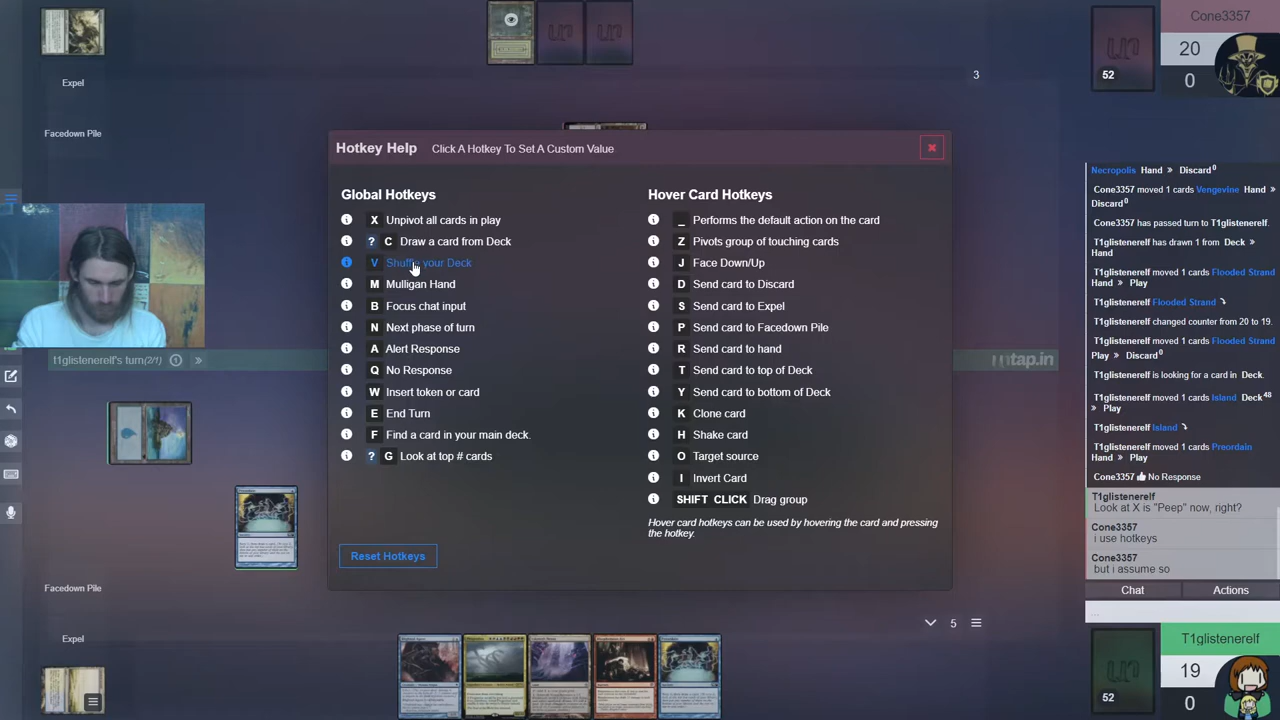 Cone3357
20
0
52
Expel
Facedown Pile
3
Hotkey Help Click A Hotkey To Set A Custom Value
Global Hotkeys
X Unpivot all cards in play
? C Draw a card from Deck
V Shuffle your Deck
M Mulligan Hand
B Focus chat input
N Next phase of turn
A Alert Response
Q No Response
W Insert token or card
E End Turn
F Find a card in your main deck.
? G Look at top # cards
Reset Hotkeys
Hover Card Hotkeys
_ Performs the default action on the card
Z Pivots group of touching cards
J Face Down/Up
D Send card to Discard
S Send card to Expel
P Send card to Facedown Pile
R Send card to hand
T Send card to top of Deck
Y Send card to bottom of Deck
K Clone card
H Shake card
O Target source
I Invert Card
SHIFT CLICK Drag group
Hover card hotkeys can be used by hovering the card and pressing
the hotkey.
t1glistenerelf's turn(2/1) 1 »
untap.in
Necropolis Hand » Discard0
Cone3357 moved 1 cards Vengevine Hand »
Discard0
Cone3357 has passed turn to T1glistenerelf.
T1glistenerelf has drawn 1 from Deck »
Hand
T1glistenerelf moved 1 cards Flooded Strand
Hand » Play
T1glistenerelf Flooded Strand
T1glistenerelf changed counter from 20 to 19.
T1glistenerelf moved 1 cards Flooded Strand
Play » Discard0
T1glistenerelf is looking for a card in Deck.
T1glistenerelf moved 1 cards Island Deck48
» Play
T1glistenerelf Island
T1glistenerelf moved 1 cards Preordain
Hand » Play
Cone3357 No Response
T1glistenerelf
Look at X is "Peep" now, right?
Cone3357
i use hotkeys
Cone3357
but i assume so
Chat Actions
...
Facedown Pile
Expel
5
T1glistenerelf
19
0
52